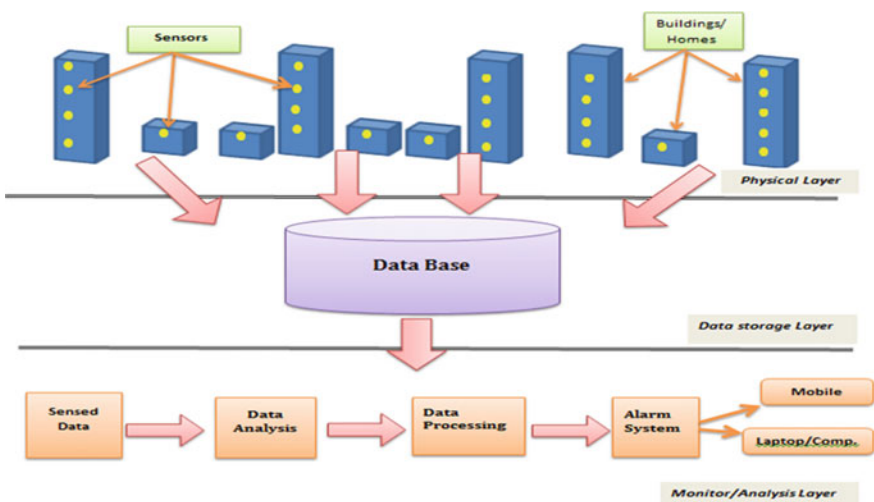 Sensors
Buildings/
Homes
Physical Layer
Data Base
Data storage Layer
Sensed
Data
Data
Analysis
Data
Processing
Alarm
System
Mobile
Laptop/Comp.
Monitor/Analysis Layer